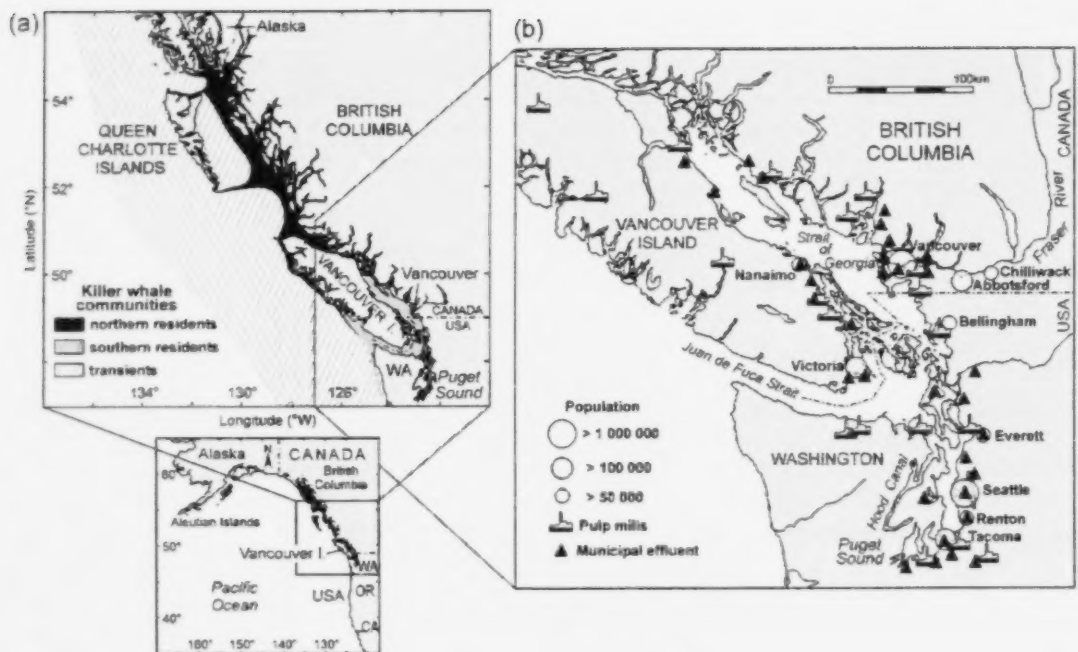 (a)
Alaska
54°
QUEEN
CHARLOTTE
ISLANDS
BRITISH
COLUMBIA
52°
Latitude (°N)
50°
VANCOUVER I.
Vancouver
CANADA
USA
Killer whale
communities
northern residents
southern residents
transients
WA
Puget
Sound
134°
130°
126°
Longitude (°W)
Alaska
N
CANADA
British
Columbia
60°
Aleutian Islands
50°
Vancouver I.
WA
Pacific
Ocean
USA
OR
40°
CA
180°
150°
140°
130°
(b)
0
100km
BRITISH
COLUMBIA
CANADA
Fraser
River
VANCOUVER
ISLAND
Strait
of
Georgia
Vancouver
Nanaimo
Chilliwack
Abbotsford
USA
Bellingham
Victoria
Juan de Fuca Strait
Population
> 1 000 000
> 100 000
> 50 000
Pulp mills
Municipal effluent
WASHINGTON
Everett
Hood Canal
Seattle
Renton
Tacoma
Puget
Sound